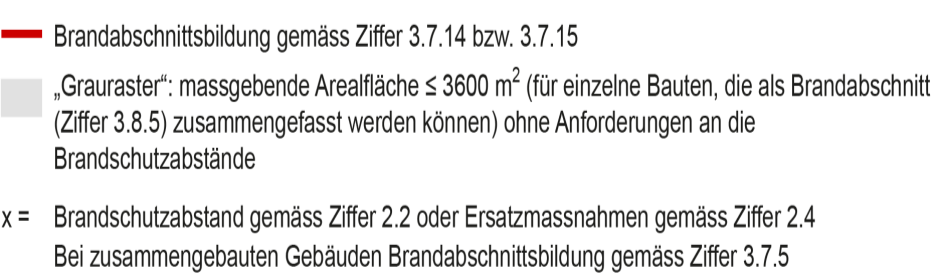 Brandabschnittsbildung gemäss Ziffer 3.7.14 bzw. 3.7.15
„Grauraster“: massgebende Arealfläche ≤ 3600 m² (für einzelne Bauten, die als Brandabschnitt
(Ziffer 3.8.5) zusammengefasst werden können) ohne Anforderungen an die
Brandschutzabstände
x = Brandschutzabstand gemäss Ziffer 2.2 oder Ersatzmassnahmen gemäss Ziffer 2.4
Bei zusammengebauten Gebäuden Brandabschnittsbildung gemäss Ziffer 3.7.5